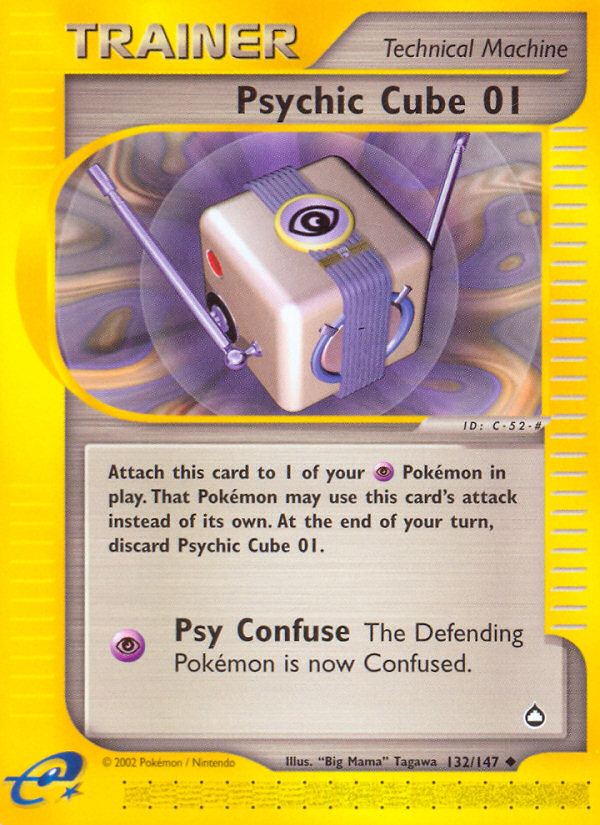 TRAINER
Technical Machine
Psychic Cube 01
ID: C-52-#
Attach this card to 1 of your Pokémon in
play. That Pokémon may use this card's attack
instead of its own. At the end of your turn,
discard Psychic Cube 01.
Psy Confuse The Defending
Pokémon is now Confused.
© 2002 Pokémon / Nintendo Illus. "Big Mama" Tagawa 132/147
e